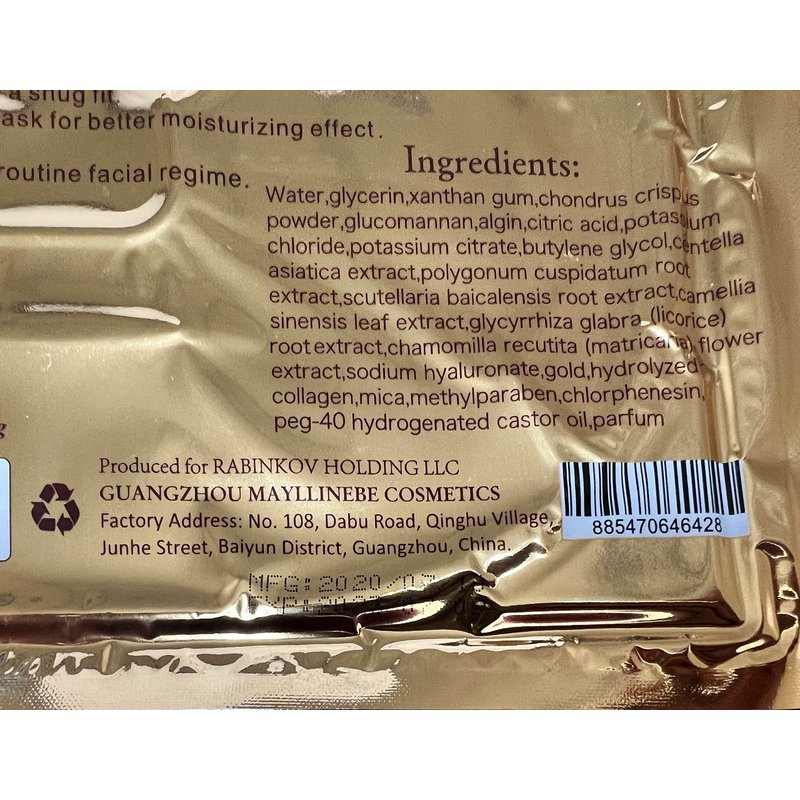 a snug fit
ask for better moisturizing effect.
routine facial regime.
Ingredients:
Water,glycerin,xanthan gum,chondrus crispus
powder,glucomannan,algin,citric acid,potassium
chloride,potassium citrate,butylene glycol,centella
asiatica extract,polygonum cuspidatum root
extract,scutellaria baicalensis root extract,camellia
sinensis leaf extract,glycyrrhiza glabra (licorice)
root extract,chamomilla recutita (matricaria) flower
extract,sodium hyaluronate,gold,hydrolyzed
collagen,mica,methylparaben,chlorphenesin,
peg-40 hydrogenated castor oil,parfum
Produced for RABINKOV HOLDING LLC
GUANGZHOU MAYLLINEBE COSMETICS
Factory Address: No. 108, Dabu Road, Qinghu Village,
Junhe Street, Baiyun District, Guangzhou, China.
885470646428
MFG:2020/07